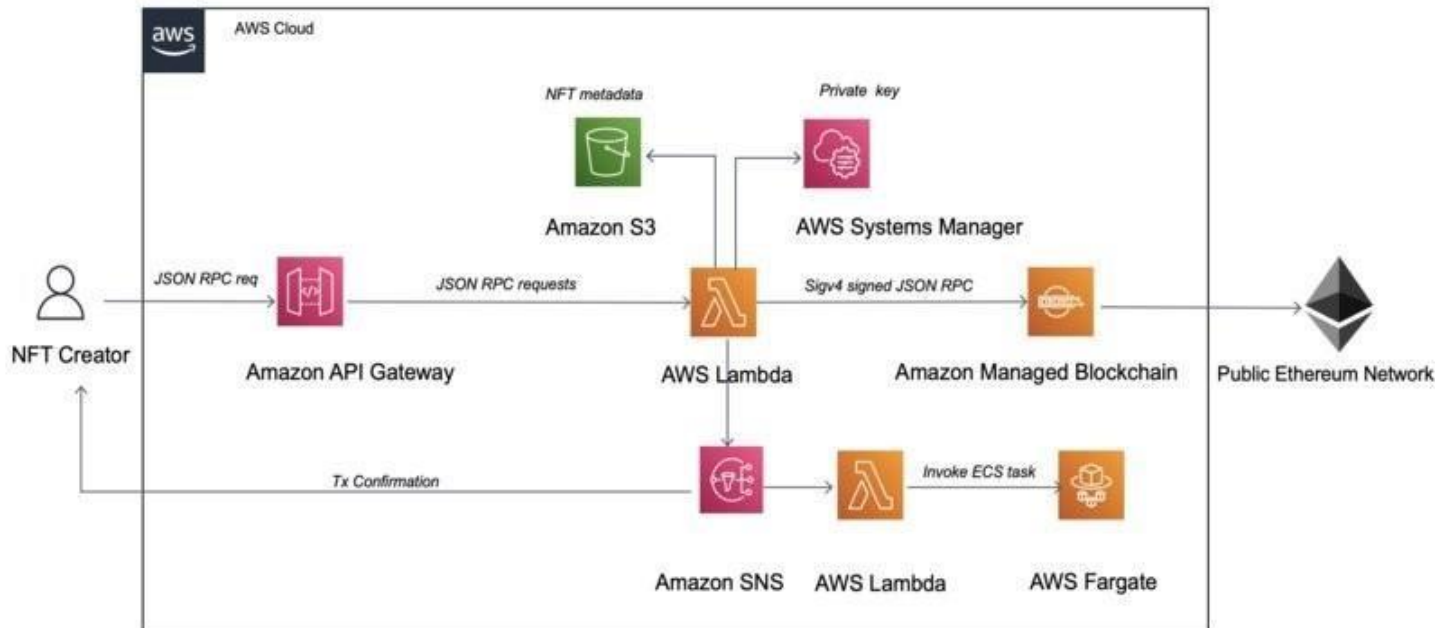 aws
AWS Cloud
NFT metadata
Private key
Amazon S3
AWS Systems Manager
JSON RPC req
JSON RPC requests
Sigv4 signed JSON RPC
NFT Creator
Amazon API Gateway
AWS Lambda
Amazon Managed Blockchain
Public Ethereum Network
Tx Confirmation
Invoke ECS task
Amazon SNS
AWS Lambda
AWS Fargate